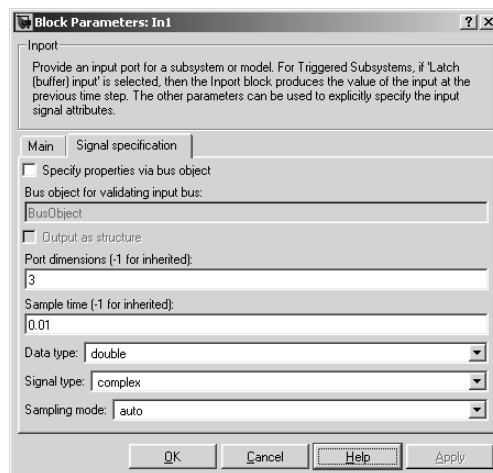 Block Parameters: In1
Inport
Provide an input port for a subsystem or model. For Triggered Subsystems, if 'Latch
(buffer) input' is selected, then the Inport block produces the value of the input at the
previous time step. The other parameters can be used to explicitly specify the input
signal attributes.
Main
Signal specification
Specify properties via bus object
Bus object for validating input bus:
BusObject
Output as structure
Port dimensions (-1 for inherited):
3
Sample time (-1 for inherited):
0.01
Data type: double
Signal type: complex
Sampling mode: auto
OK Cancel Help Apply